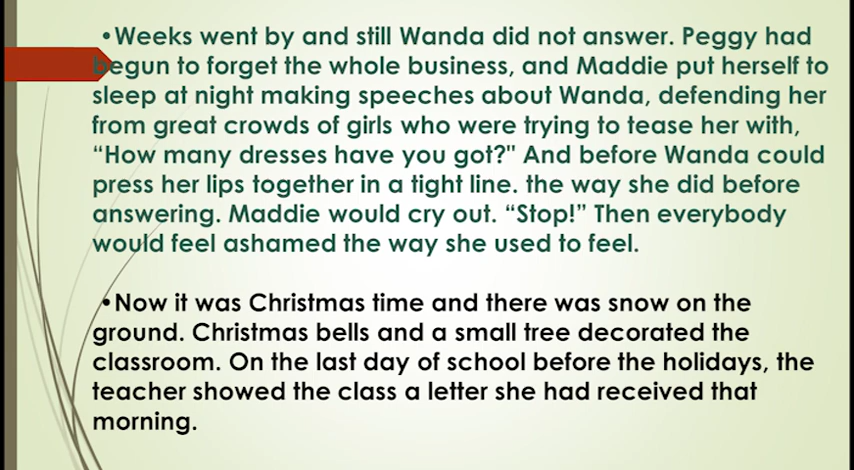 •Weeks went by and still Wanda did not answer. Peggy had
begun to forget the whole business, and Maddie put herself to
sleep at night making speeches about Wanda, defending her
from great crowds of girls who were trying to tease her with,
“How many dresses have you got?" And before Wanda could
press her lips together in a tight line. the way she did before
answering. Maddie would cry out. “Stop!” Then everybody
would feel ashamed the way she used to feel.
•Now it was Christmas time and there was snow on the
ground. Christmas bells and a small tree decorated the
classroom. On the last day of school before the holidays, the
teacher showed the class a letter she had received that
morning.